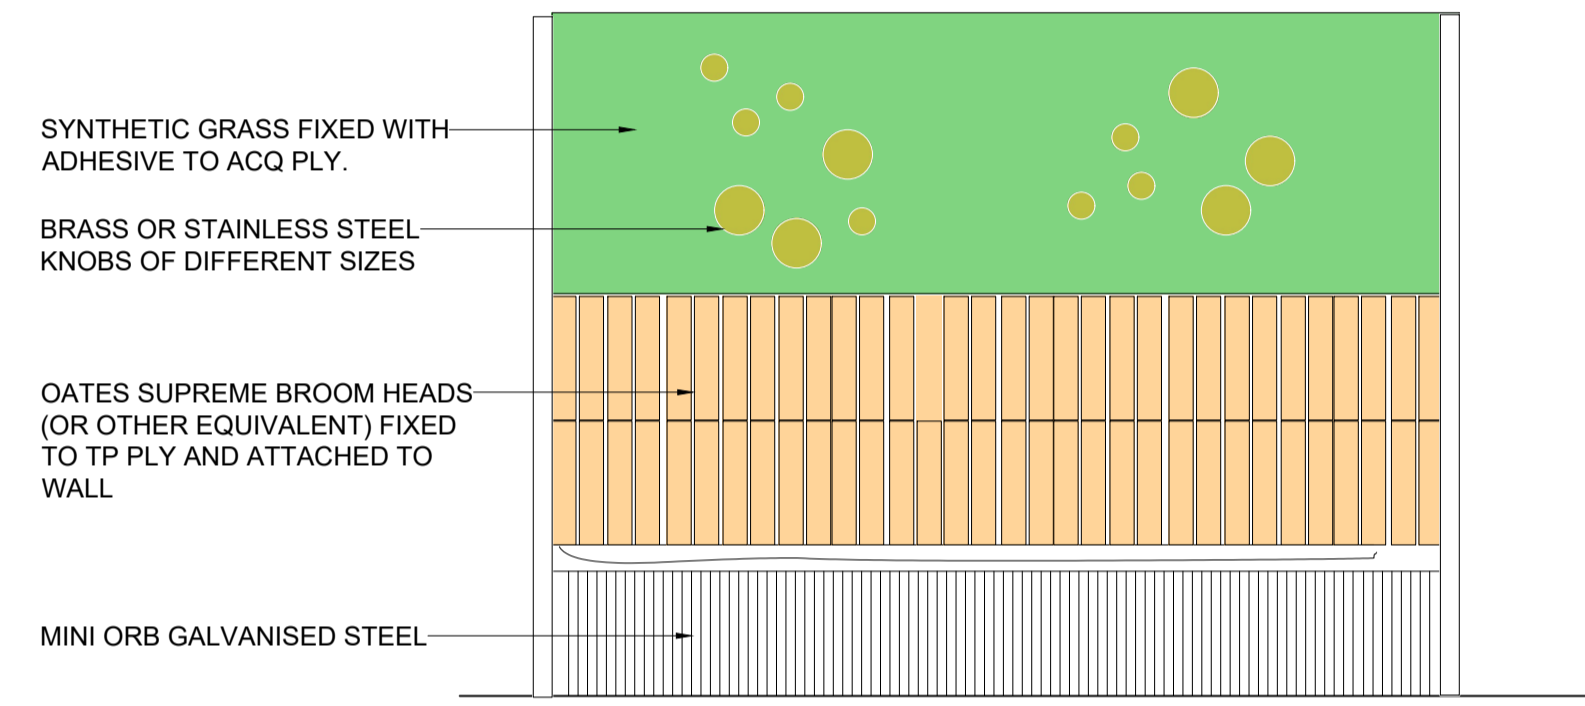 SYNTHETIC GRASS FIXED WITH
ADHESIVE TO ACQ PLY.
BRASS OR STAINLESS STEEL
KNOBS OF DIFFERENT SIZES
OATES SUPREME BROOM HEADS
(OR OTHER EQUIVALENT) FIXED
TO TP PLY AND ATTACHED TO
WALL
MINI ORB GALVANISED STEEL